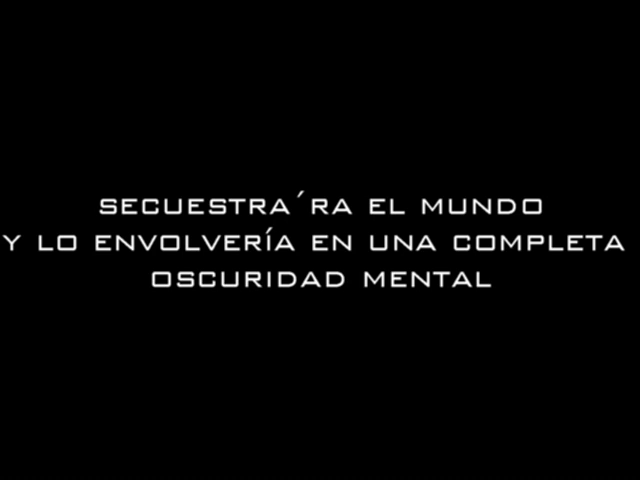 SECUESTRA´RA EL MUNDO
Y LO ENVOLVERÍA EN UNA COMPLETA
OSCURIDAD MENTAL